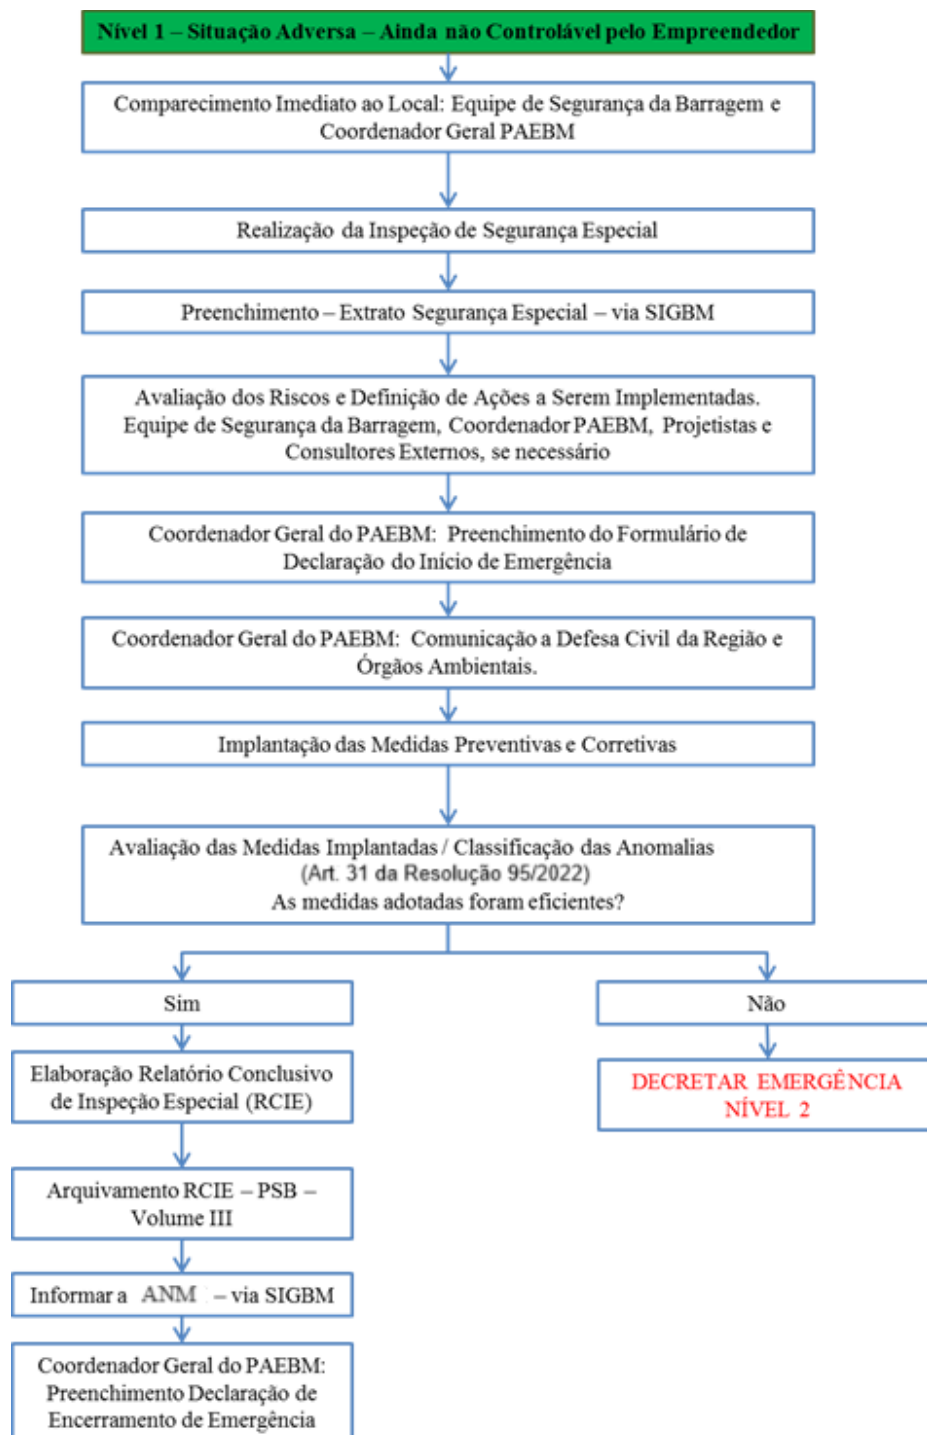 Nível 1 – Situação Adversa – Ainda não Controlável pelo Empreendedor
Comparecimento Imediato ao Local: Equipe de Segurança da Barragem e
Coordenador Geral PAEBM
Realização da Inspeção de Segurança Especial
Preenchimento – Extrato Segurança Especial – via SIGBM
Avaliação dos Riscos e Definição de Ações a Serem Implementadas.
Equipe de Segurança da Barragem, Coordenador PAEBM, Projetistas e
Consultores Externos, se necessário
Coordenador Geral do PAEBM: Preenchimento do Formulário de
Declaração do Início de Emergência
Coordenador Geral do PAEBM: Comunicação a Defesa Civil da Região e
Órgãos Ambientais.
Implantação das Medidas Preventivas e Corretivas
Avaliação das Medidas Implantadas / Classificação das Anomalias
(Art. 31 da Resolução 95/2022)
As medidas adotadas foram eficientes?
Sim
Não
Elaboração Relatório Conclusivo
de Inspeção Especial (RCIE)
DECRETAR EMERGÊNCIA
NÍVEL 2
Arquivamento RCIE – PSB –
Volume III
Informar a ANM – via SIGBM
Coordenador Geral do PAEBM:
Preenchimento Declaração de
Encerramento de Emergência